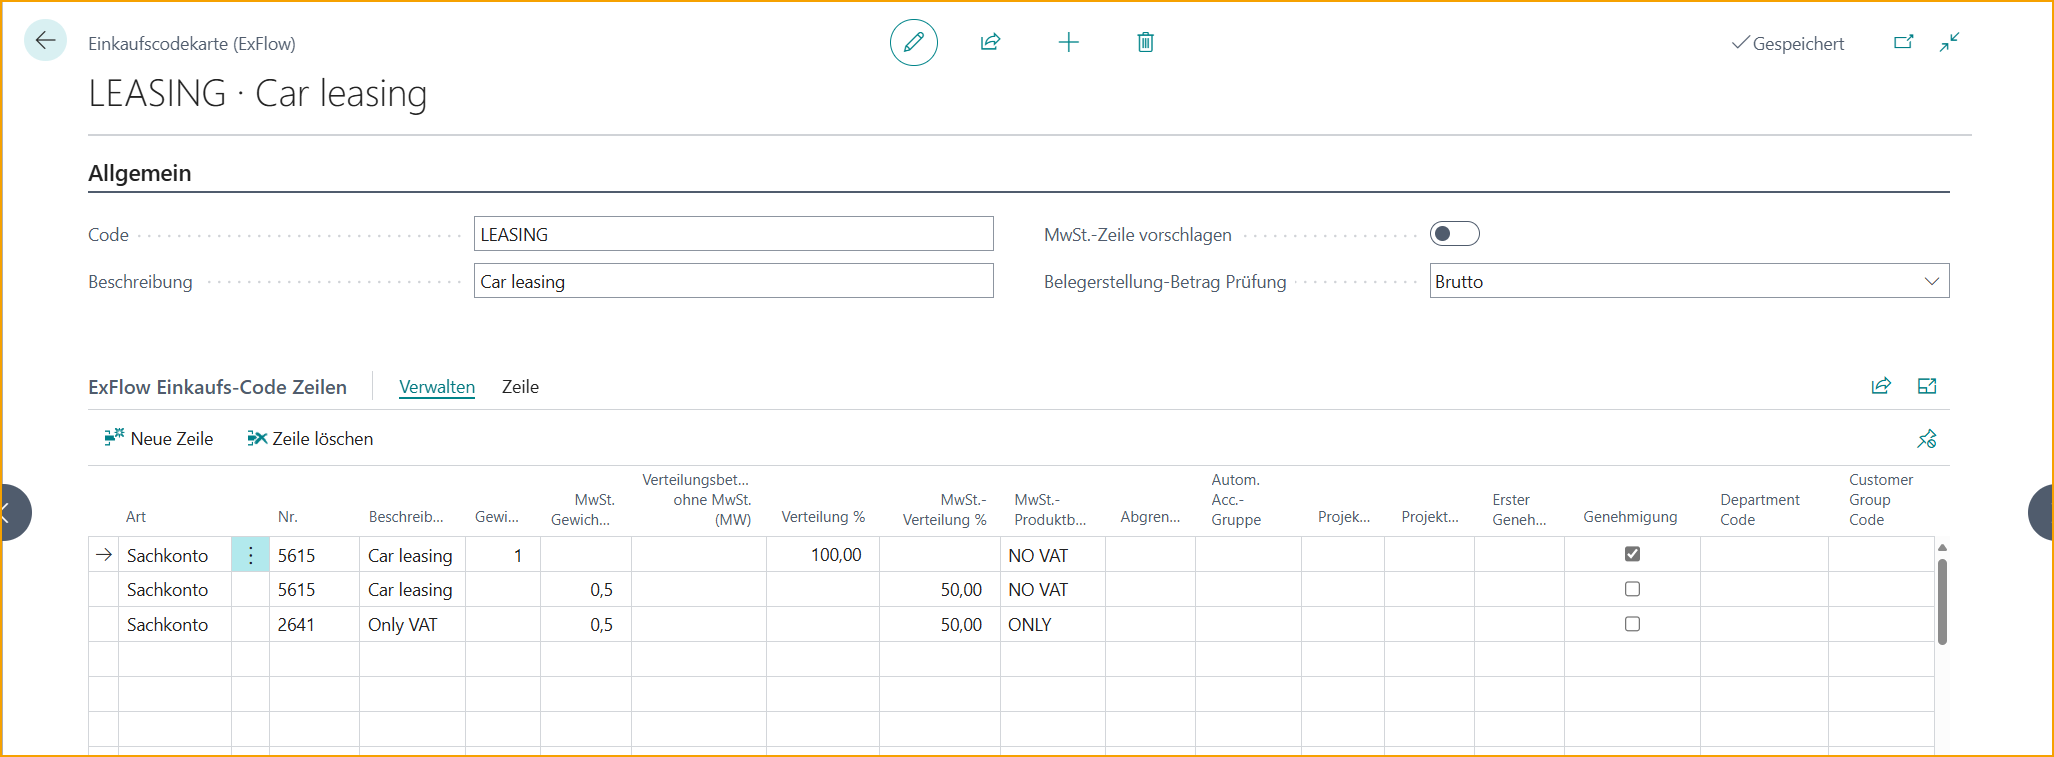 Einkaufscodekarte (ExFlow)
Gespeichert
LEASING · Car leasing
Allgemein
Code LEASING
MwSt.-Zeile vorschlagen
Beschreibung Car leasing
Belegerstellung-Betrag Prüfung Brutto
ExFlow Einkaufs-Code Zeilen Verwalten Zeile
Neue Zeile Zeile löschen
Art Nr. Beschreib... Gewi... MwSt. Gewich... Verteilungsbet... ohne MwSt. (MW) Verteilung % MwSt.-Verteilung % MwSt.-Produktb... Abgren... Autom. Acc.-Gruppe Projek... Projekt... Erster Geneh... Genehmigung Department Code Customer Group Code
Sachkonto 5615 Car leasing 1 100,00 NO VAT
Sachkonto 5615 Car leasing 0,5 50,00 NO VAT
Sachkonto 2641 Only VAT 0,5 50,00 ONLY